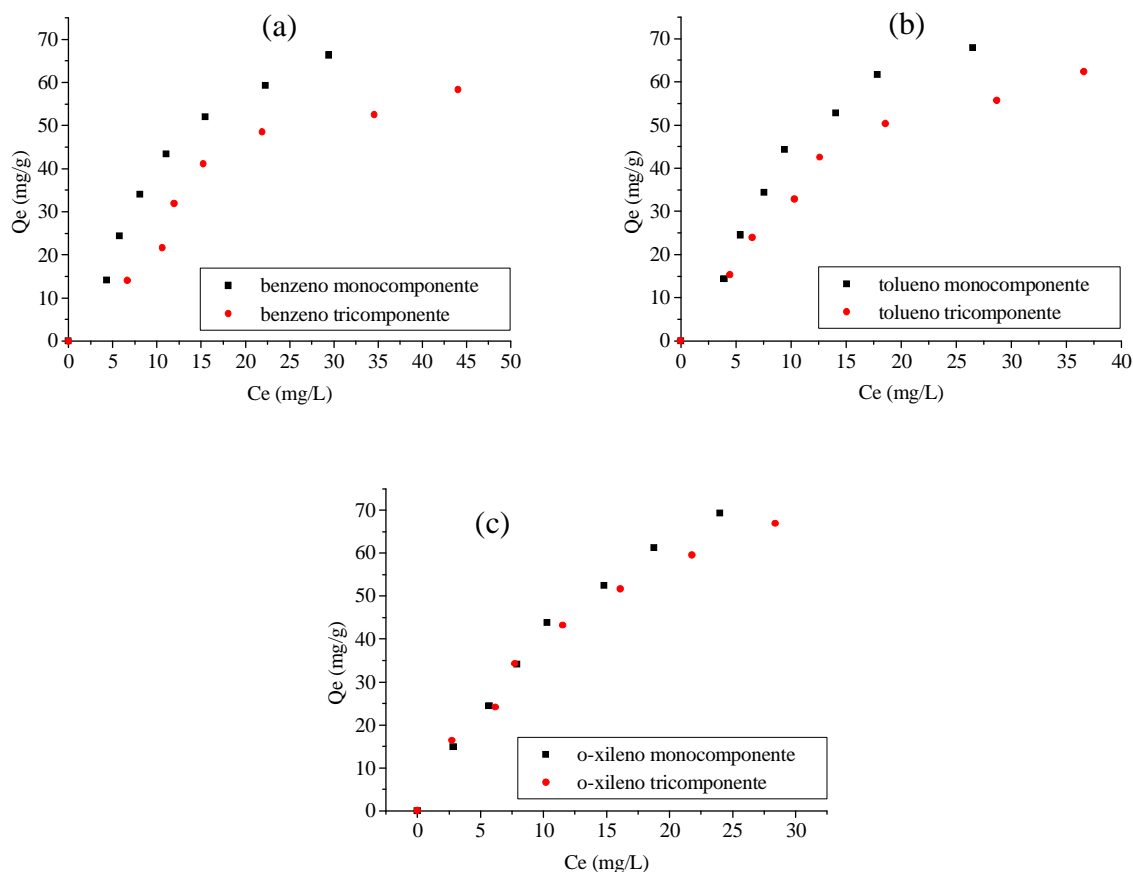 (a)
Qe (mg/g)
70
60
50
40
30
20
10
0
benzeno monocomponente
benzeno tricomponente
0 5 10 15 20 25 30 35 40 45 50
Ce (mg/L)
(b)
Qe (mg/g)
70
60
50
40
30
20
10
0
tolueno monocomponente
tolueno tricomponente
0 5 10 15 20 25 30 35 40
Ce (mg/L)
(c)
Qe (mg/g)
70
60
50
40
30
20
10
0
o-xileno monocomponente
o-xileno tricomponente
0 5 10 15 20 25 30
Ce (mg/L)